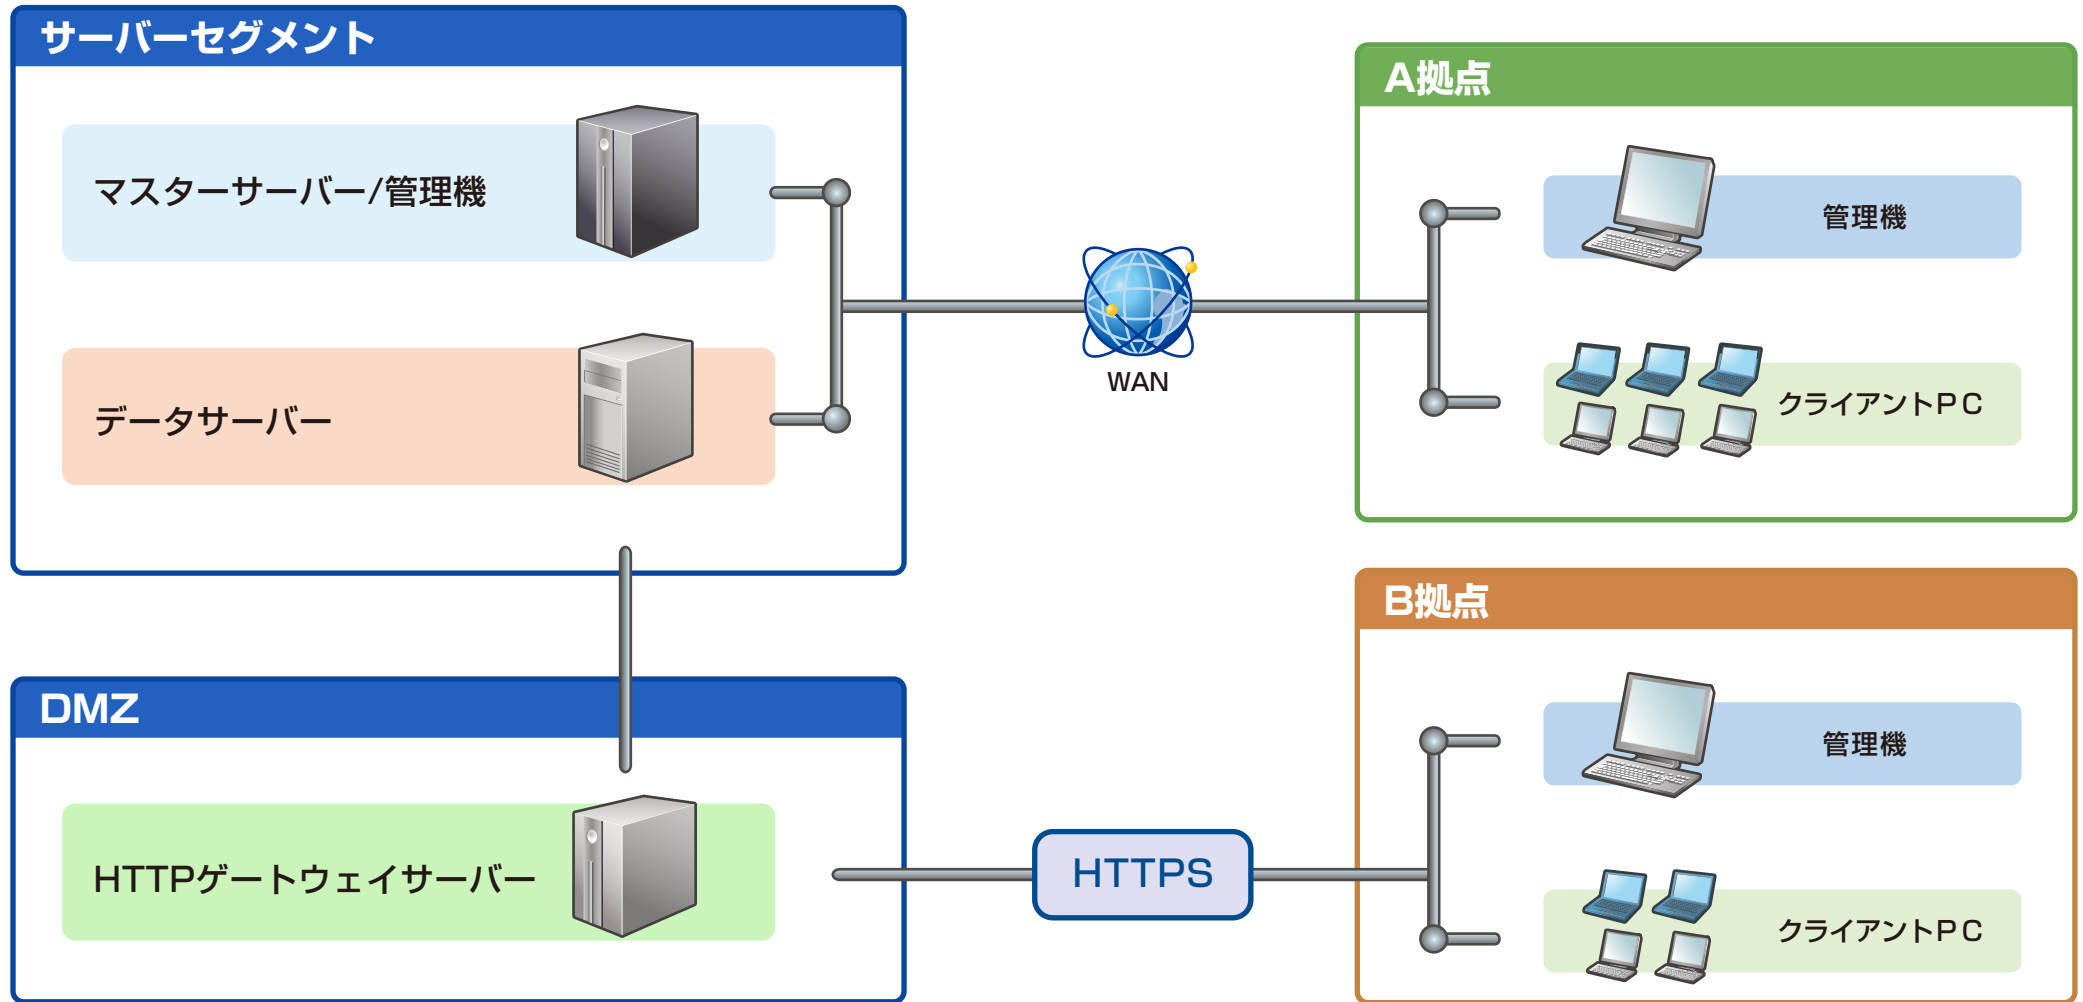 サーバーセグメント
マスターサーバー/管理機
データサーバー
WAN
A拠点
管理機
クライアントPC
DMZ
HTTPゲートウェイサーバー
HTTPS
B拠点
管理機
クライアントPC